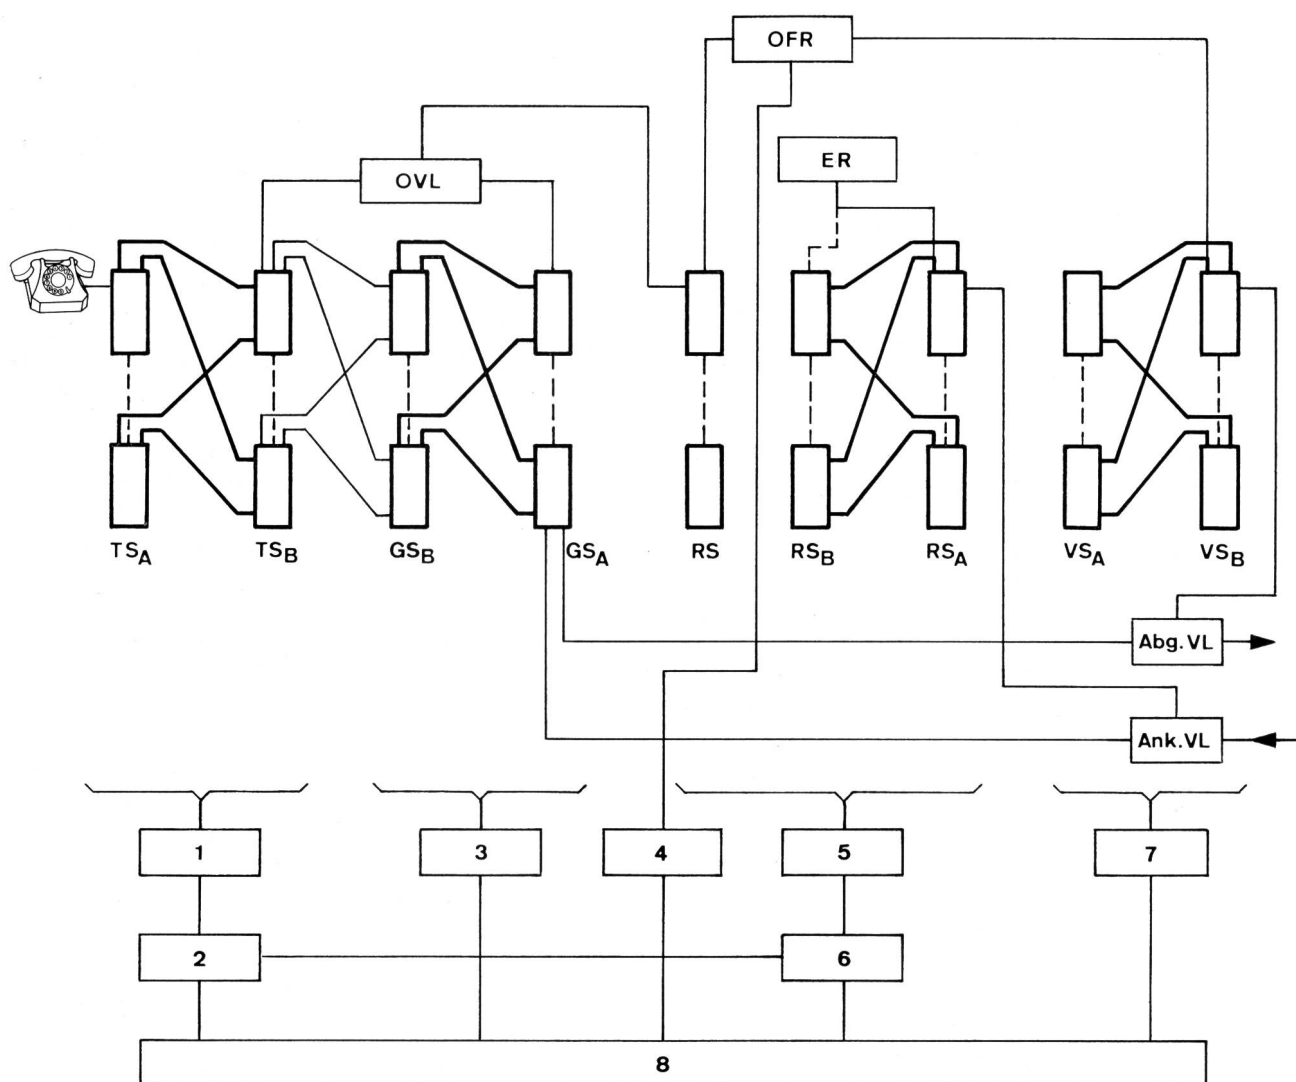 OFR
ER
OVL
TSA TSB GSB GSA RS RSB RSA VSA VSB
Abg.VL
Ank.VL
1 3 4 5 7
2 6
8